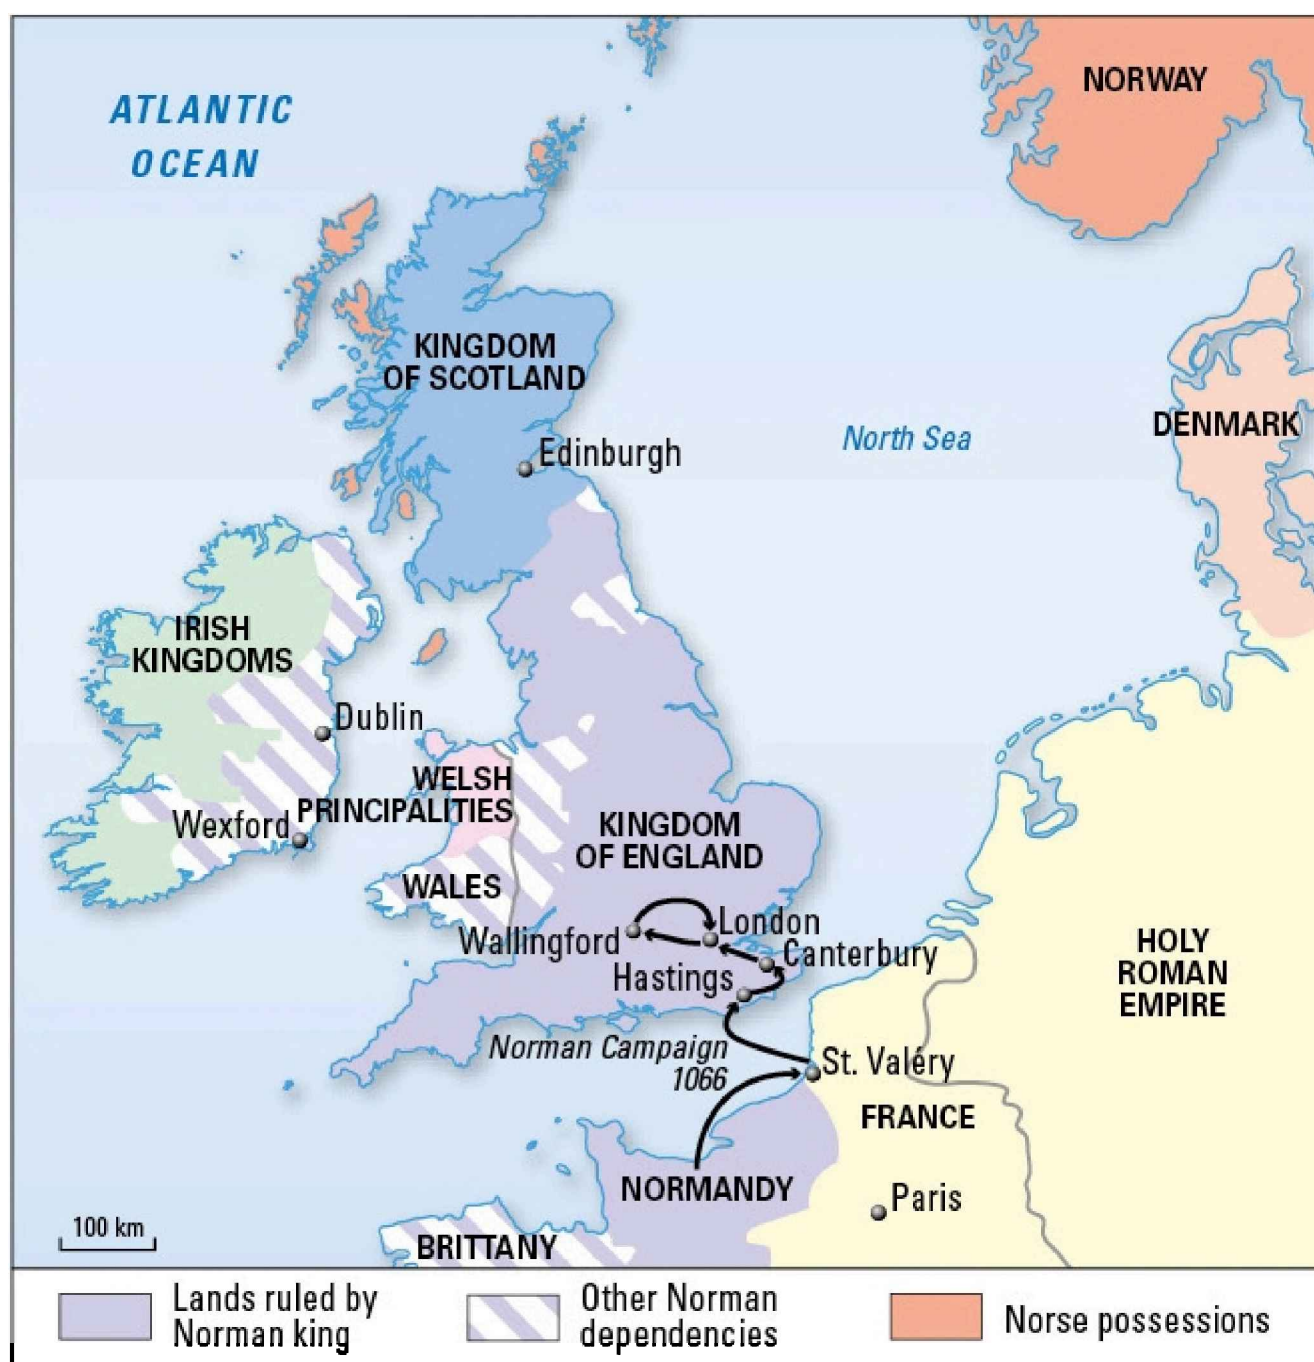 ATLANTIC
OCEAN
NORWAY
KINGDOM
OF SCOTLAND
DENMARK
North Sea
Edinburgh
IRISH
KINGDOMS
Dublin
WELSH
PRINCIPALITIES
Wexford
KINGDOM
OF ENGLAND
WALES
London
Wallingford
Canterbury
Hastings
HOLY
ROMAN
EMPIRE
Norman Campaign
1066
St. Valéry
FRANCE
NORMANDY
Paris
100 km
BRITTANY
Lands ruled by
Norman king
Other Norman
dependencies
Norse possessions